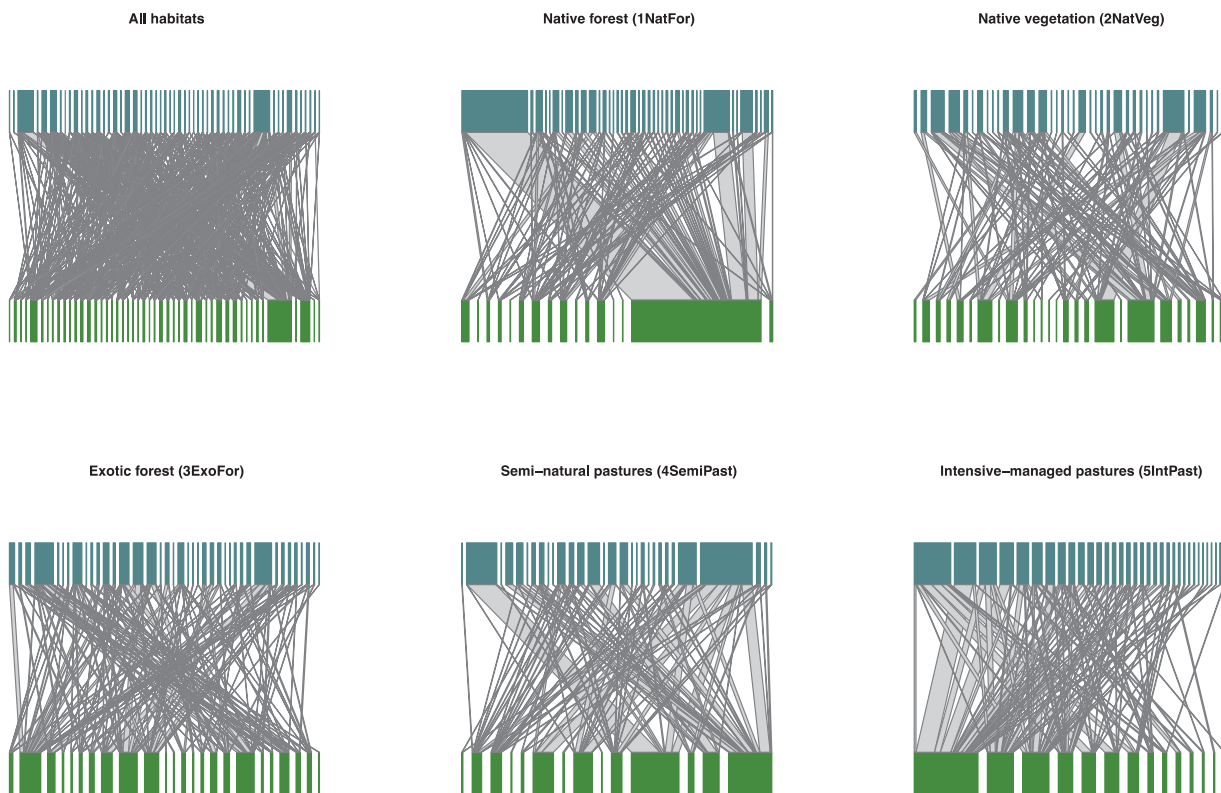 All habitats
Native forest (1NatFor)
Native vegetation (2NatVeg)
Exotic forest (3ExoFor)
Semi–natural pastures (4SemiPast)
Intensive–managed pastures (5IntPast)